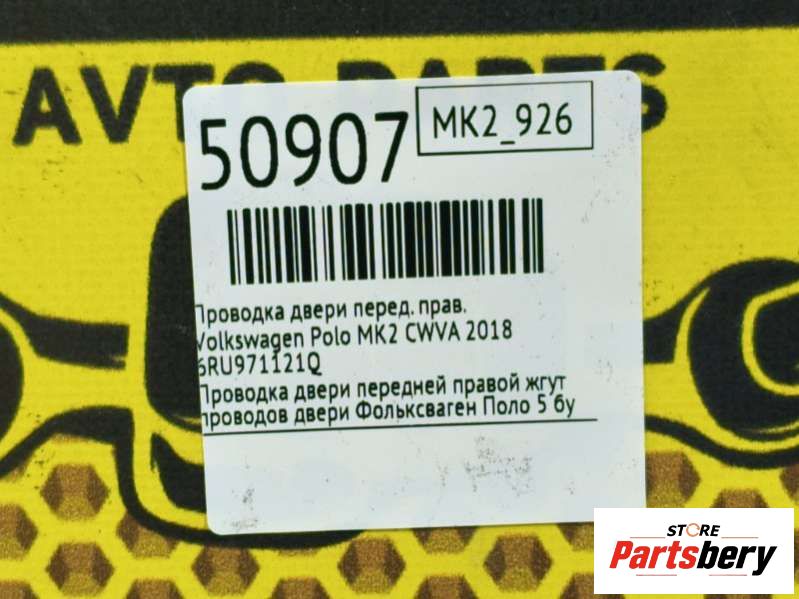 AVTO PARTS
50907
MK2_926
Проводка двери перед. прав.
Volkswagen Polo MK2 CWVA 2018
6RU971121Q
Проводка двери передней правой жгут
проводов двери Фольксваген Поло 5 бу
STORE
Partsbery